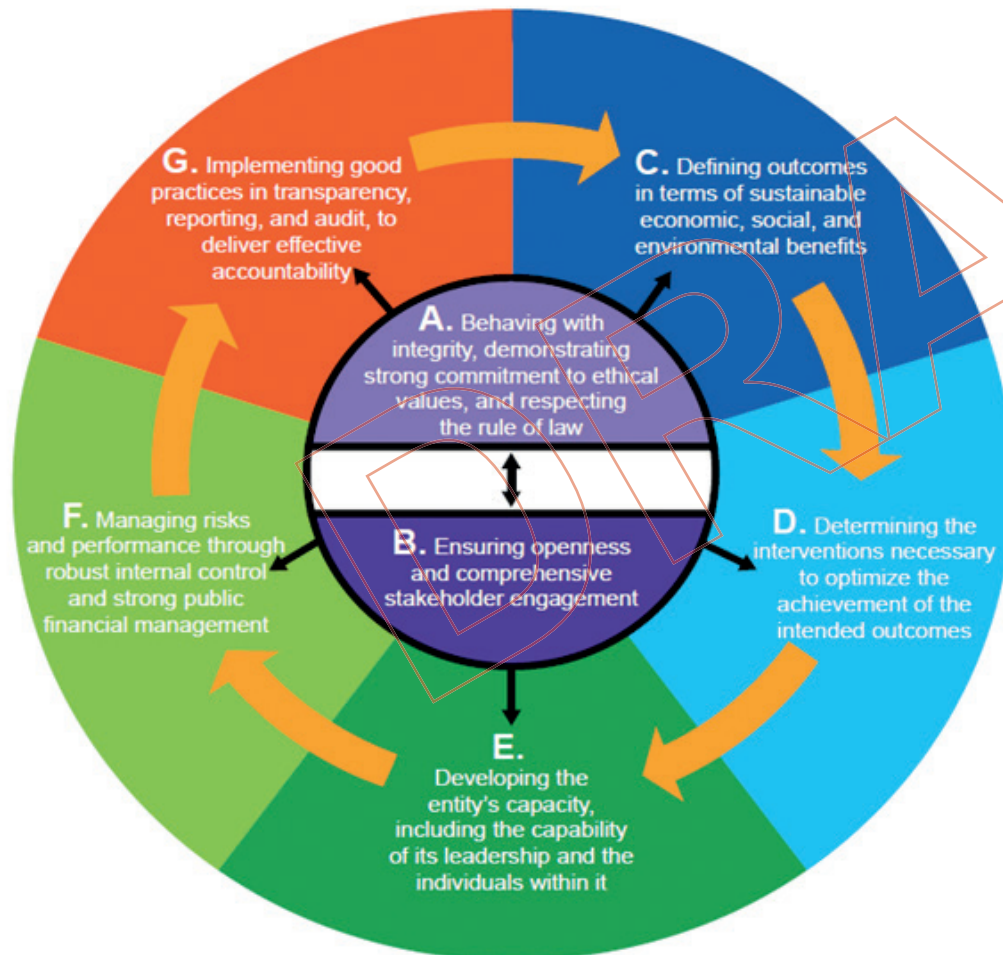 G. Implementing good
practices in transparency,
reporting, and audit, to
deliver effective
accountability
C. Defining outcomes
in terms of sustainable
economic, social, and
environmental benefits
A. Behaving with
integrity, demonstrating
strong commitment to ethical
values, and respecting
the rule of law
B. Ensuring openness
and comprehensive
stakeholder engagement
F. Managing risks
and performance through
robust internal control
and strong public
financial management
D. Determining the
interventions necessary
to optimize the
achievement of the
intended outcomes
E.
Developing the
entity's capacity,
including the capability
of its leadership and the
individuals within it
DRA